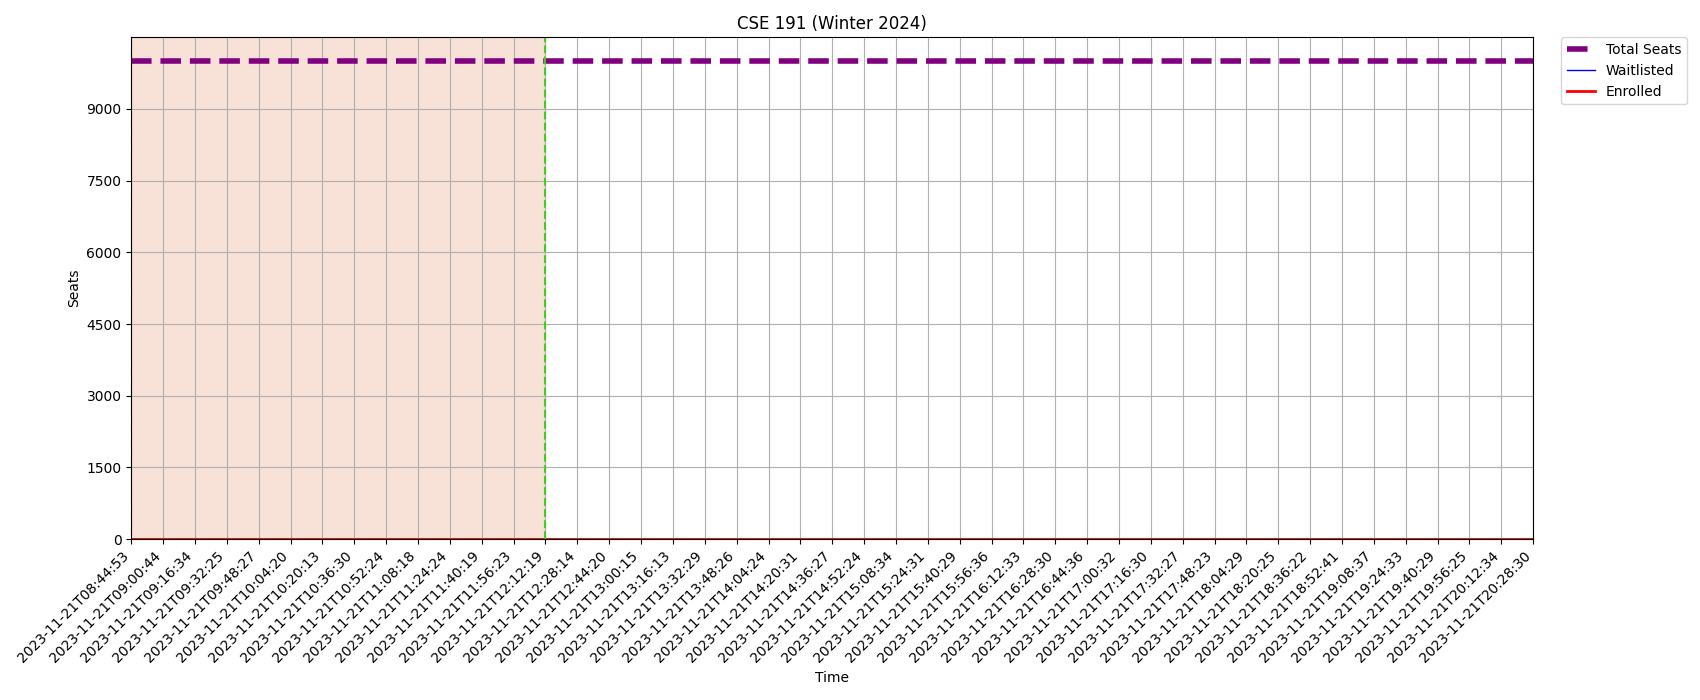 CSE 191 (Winter 2024)
Total Seats
Waitlisted
Enrolled
Seats
9000
7500
6000
4500
3000
1500
0
2023-11-21T08:44:53
2023-11-21T09:00:44
2023-11-21T09:16:34
2023-11-21T09:32:25
2023-11-21T09:48:27
2023-11-21T10:04:20
2023-11-21T10:20:13
2023-11-21T10:36:30
2023-11-21T10:52:24
2023-11-21T11:08:18
2023-11-21T11:24:24
2023-11-21T11:40:19
2023-11-21T11:56:23
2023-11-21T12:12:19
2023-11-21T12:28:14
2023-11-21T12:44:20
2023-11-21T13:00:15
2023-11-21T13:16:13
2023-11-21T13:32:29
2023-11-21T13:48:26
2023-11-21T14:04:24
2023-11-21T14:20:31
2023-11-21T14:36:27
2023-11-21T14:52:24
2023-11-21T15:08:34
2023-11-21T15:24:31
2023-11-21T15:40:29
2023-11-21T15:56:36
2023-11-21T16:12:33
2023-11-21T16:28:30
2023-11-21T16:44:36
2023-11-21T17:00:32
2023-11-21T17:16:30
2023-11-21T17:32:27
2023-11-21T17:48:23
2023-11-21T18:04:29
2023-11-21T18:20:25
2023-11-21T18:36:22
2023-11-21T18:52:41
2023-11-21T19:08:37
2023-11-21T19:24:33
2023-11-21T19:40:29
2023-11-21T19:56:25
2023-11-21T20:12:34
2023-11-21T20:28:30
Time